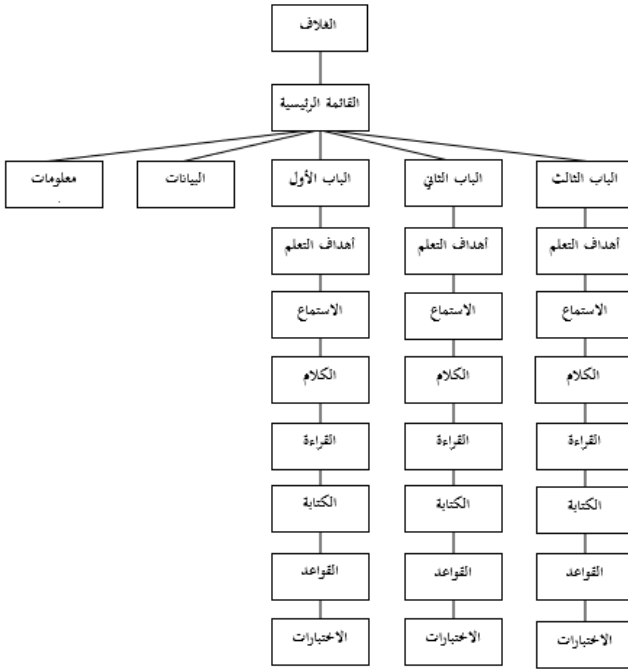 الغلاف
القائمة الرئيسية
الباب الثالث
الباب الثاني
الباب الأول
البيانات
معلومات
.
أهداف التعلم
أهداف التعلم
أهداف التعلم
الاستماع
الاستماع
الاستماع
الكلام
الكلام
الكلام
القراءة
القراءة
القراءة
الكتابة
الكتابة
الكتابة
القواعد
القواعد
القواعد
الاختبارات
الاختبارات
الاختبارات